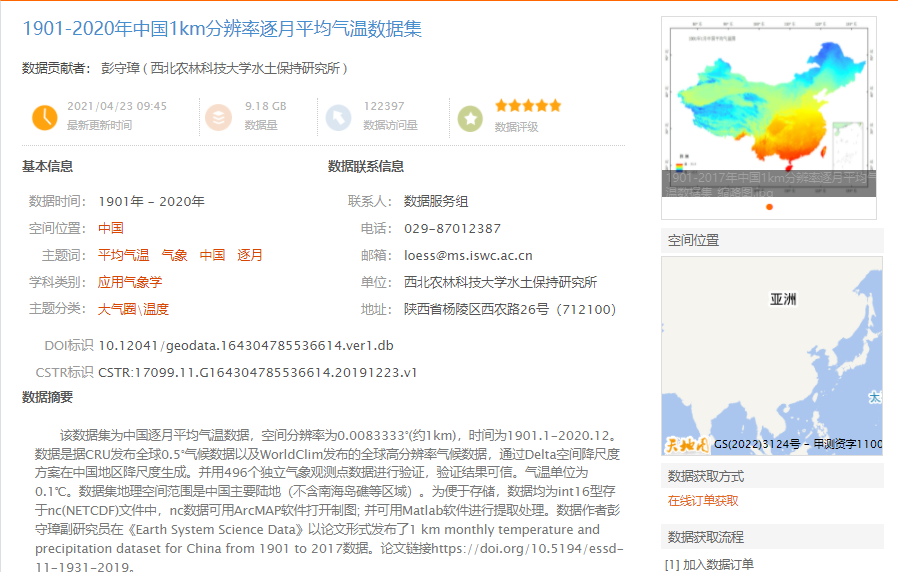 1901-2020年中国1km分辨率逐月平均气温数据集
数据贡献者： 彭守璋 ( 西北农林科技大学水土保持研究所 )
2021/04/23 09:45
最新更新时间
9.18 GB
数据量
122397
数据访问量
数据评级
基本信息
数据时间： 1901年 – 2020年
空间位置： 中国
主题词： 平均气温 气象 中国 逐月
学科类别： 应用气象学
主题分类： 大气圈\温度
数据联系信息
联系人： 数据服务组
电话： 029-87012387
邮箱： loess@ms.iswc.ac.cn
单位： 西北农林科技大学水土保持研究所
地址： 陕西省杨陵区西农路26号（712100）
DOI标识 10.12041/geodata.164304785536614.ver1.db
CSTR标识 CSTR:17099.11.G164304785536614.20191223.v1
数据摘要
该数据集为中国逐月平均气温数据，空间分辨率为0.0083333°(约1km)，时间为1901.1–2020.12。
数据是据CRU发布全球0.5°气候数据以及WorldClim发布的全球高分辨率气候数据，通过Delta空间降尺度
方案在中国地区降尺度生成。并用496个独立气象观测点数据进行验证，验证结果可信。气温单位为
0.1℃。数据集地理空间范围是中国主要陆地（不含南海岛礁等区域）。为便于存储，数据均为int16型存
于nc(NETCDF)文件中，nc数据可用ArcMAP软件打开制图; 并可用Matlab软件进行提取处理。数据作者彭
守璋副研究员在《Earth System Science Data》以论文形式发布了1 km monthly temperature and
precipitation dataset for China from 1901 to 2017数据。论文链接https://doi.org/10.5194/essd-
11-1931-2019。
1901-2017年中国1km分辨率逐月平均气
温数据集_缩略图.png
空间位置
亚洲
太
天地图 GS(2022)3124号 - 甲测资字1100
数据获取方式
在线订单获取
数据获取流程
[1] 加入数据订单